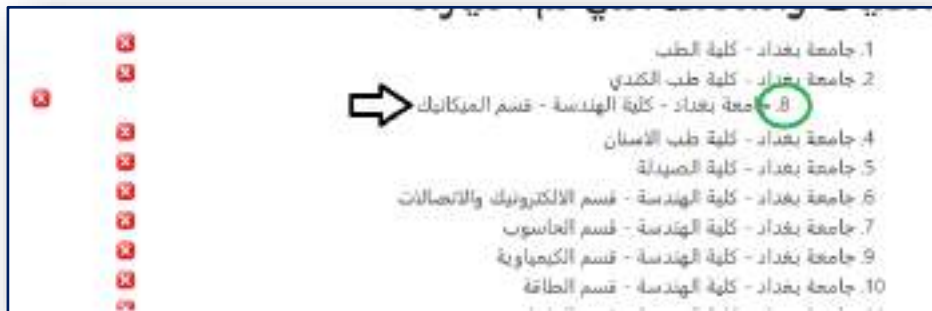 1. جامعة بغداد - كلية الطب
2. جامعة بغداد - كلية طب الكندي
8. جامعة بغداد - كلية الهندسة - قسم الميكانيك
4. جامعة بغداد - كلية طب الاسنان
5. جامعة بغداد - كلية الصيدلة
6. جامعة بغداد - كلية الهندسة - قسم الالكترونيك والاتصالات
7. جامعة بغداد - كلية الهندسة - قسم الحاسوب
9. جامعة بغداد - كلية الهندسة - قسم الكيمياوية
10. جامعة بغداد - كلية الهندسة - قسم الطاقة